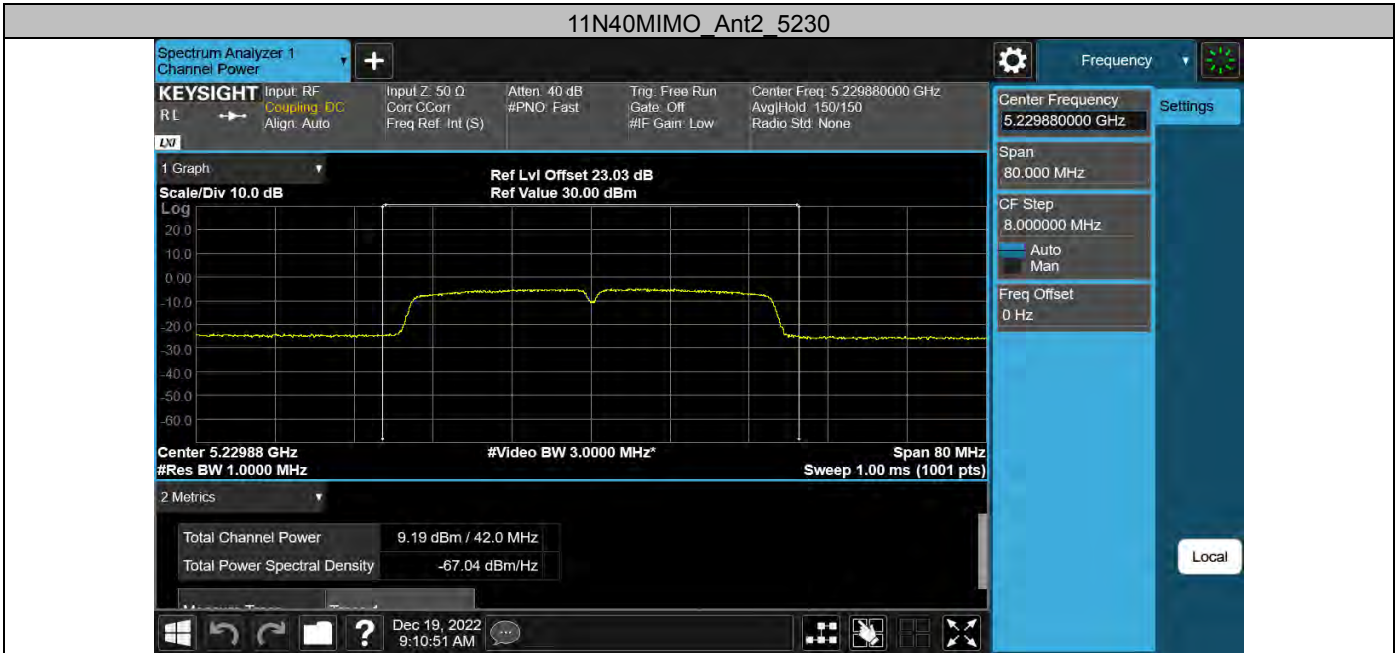 11N40MIMO_Ant2_5230
Spectrum Analyzer 1
Channel Power
+
Frequency
KEYSIGHT
RL
LXI
Input: RF
Coupling: DC
Align: Auto
Input Z: 50 Ω
Corr CCorr
Freq Ref: Int (S)
Atten: 40 dB
#PNO: Fast
Trig: Free Run
Gate: Off
#IF Gain: Low
Center Freq: 5.229880000 GHz
Avg|Hold: 150/150
Radio Std: None
Center Frequency
5.229880000 GHz
Settings
Span
80.000 MHz
CF Step
8.000000 MHz
Auto
Man
Freq Offset
0 Hz
1 Graph
Scale/Div 10.0 dB
Ref Lvl Offset 23.03 dB
Ref Value 30.00 dBm
Log
20.0
10.0
0.00
-10.0
-20.0
-30.0
-40.0
-50.0
-60.0
Center 5.22988 GHz
#Res BW 1.0000 MHz
#Video BW 3.0000 MHz*
Span 80 MHz
Sweep 1.00 ms (1001 pts)
2 Metrics
Total Channel Power 9.19 dBm / 42.0 MHz
Total Power Spectral Density -67.04 dBm/Hz
Local
?
Dec 19, 2022
9:10:51 AM